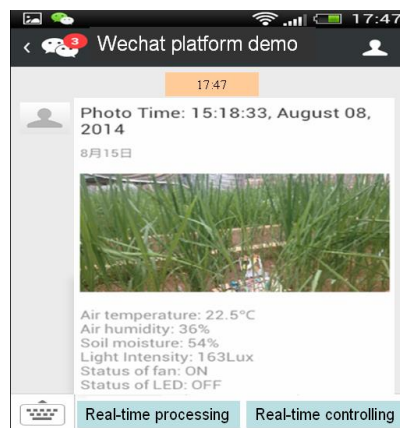 17:47
3
Wechat platform demo
17:47
Photo Time: 15:18:33, August 08,
2014
8月15日
Air temperature: 22.5°C
Air humidity: 36%
Soil moisture: 54%
Light Intensity: 163Lux
Status of fan: ON
Status of LED: OFF
Real-time processing Real-time controlling